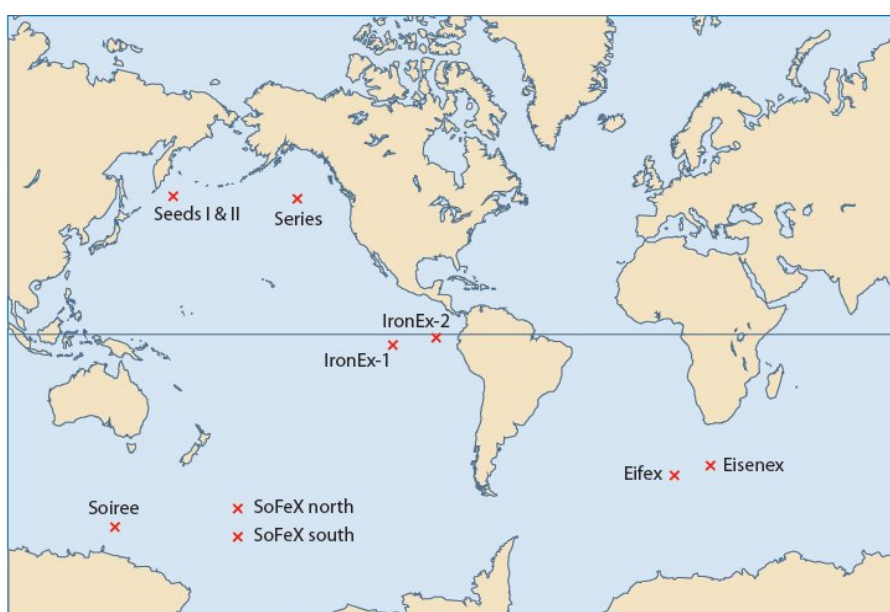 Seeds I & II
Series
IronEx-2
IronEx-1
Eifex
Eisenex
Soiree
SoFeX north
SoFeX south